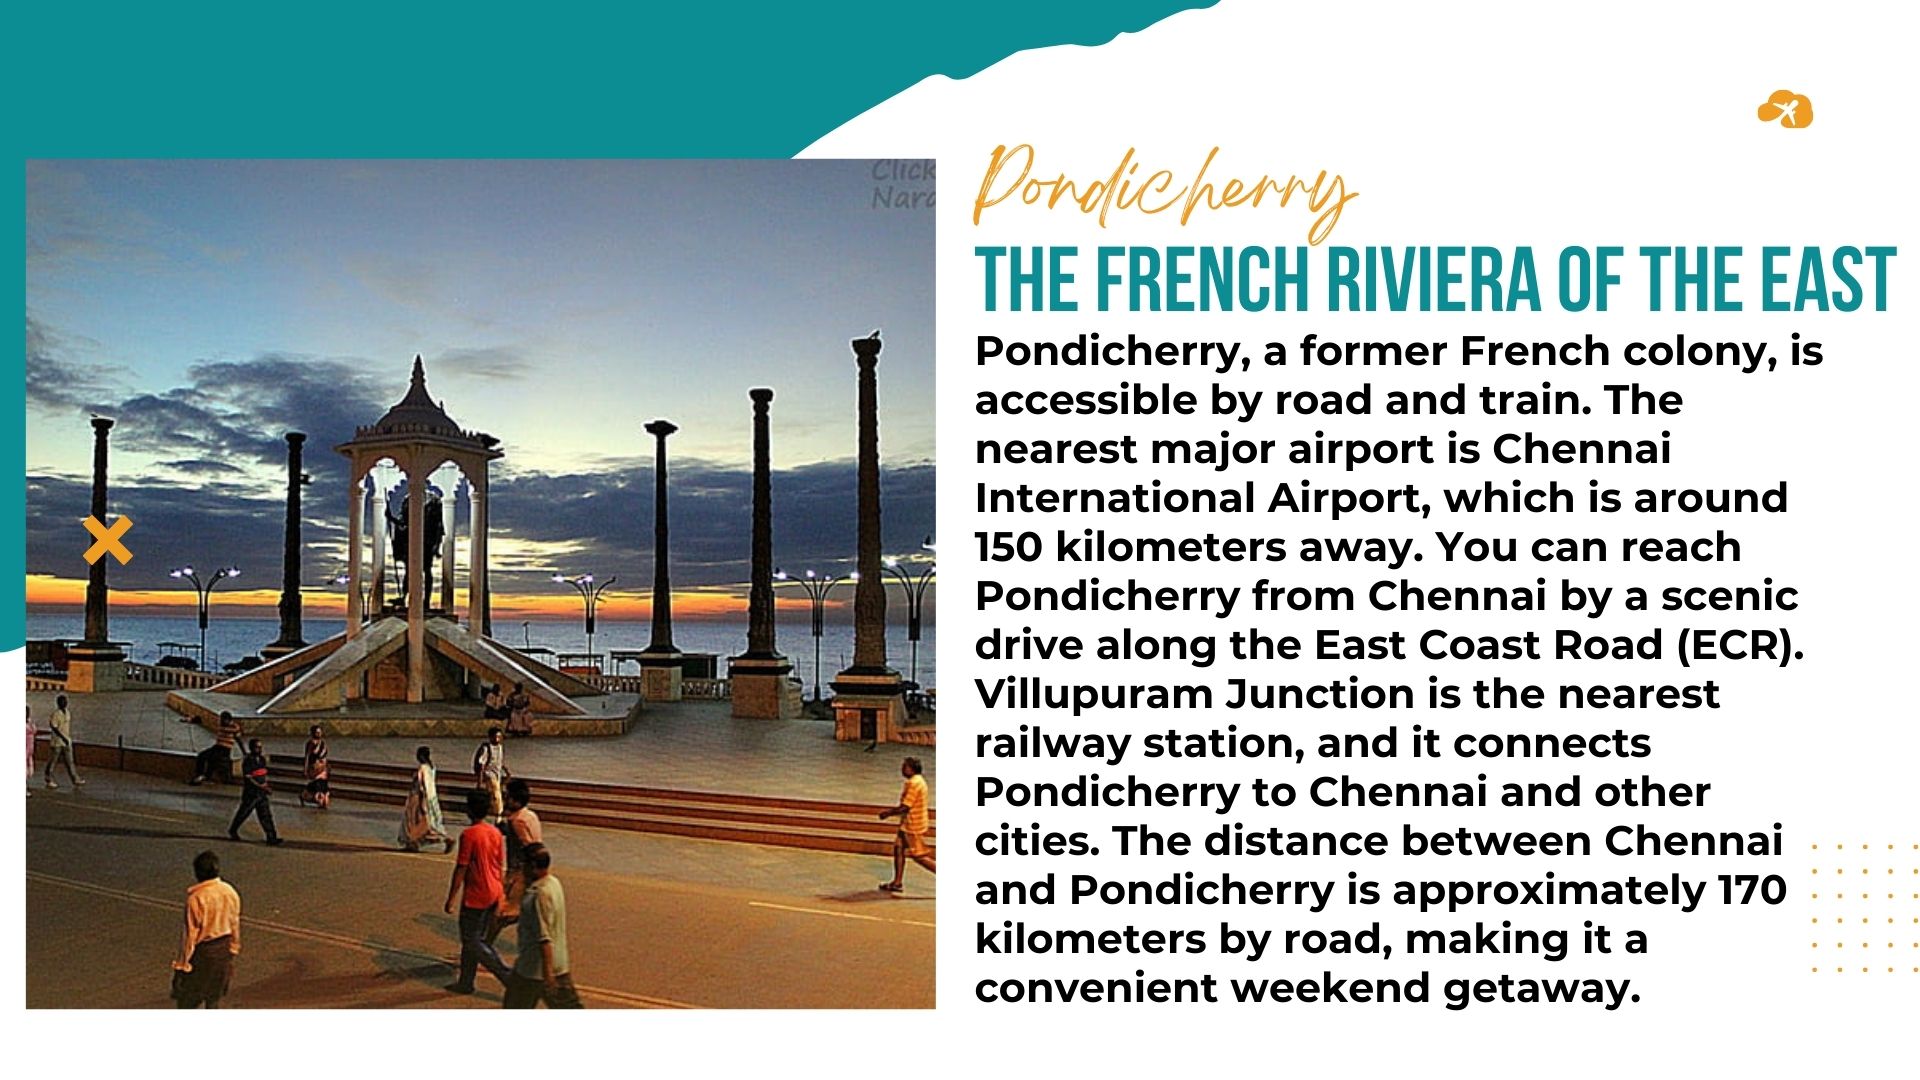 Click
Pondicherry
THE FRENCH RIVIERA OF THE EAST
Pondicherry, a former French colony, is
accessible by road and train. The
nearest major airport is Chennai
International Airport, which is around
150 kilometers away. You can reach
Pondicherry from Chennai by a scenic
drive along the East Coast Road (ECR).
Villupuram Junction is the nearest
railway station, and it connects
Pondicherry to Chennai and other
cities. The distance between Chennai
and Pondicherry is approximately 170
kilometers by road, making it a
convenient weekend getaway.